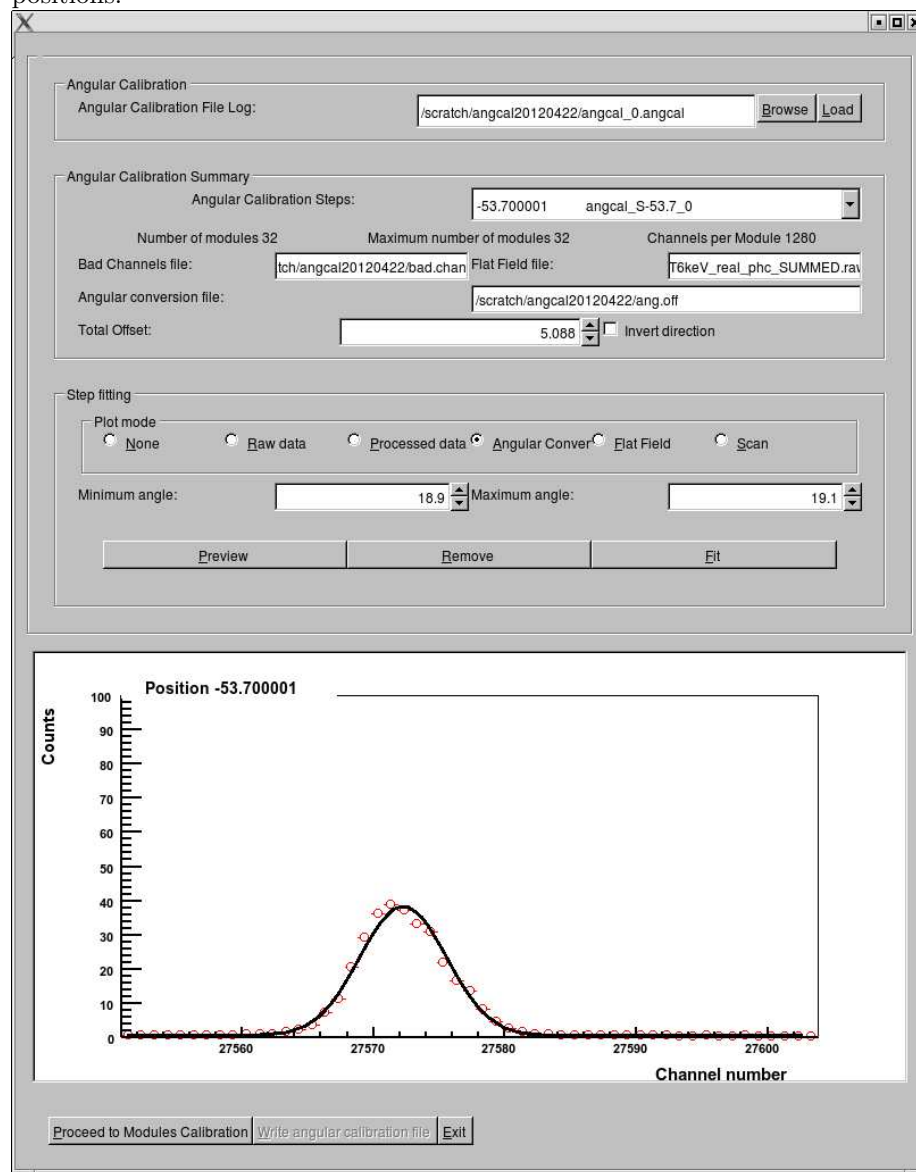 positions.
Angular Calibration
Angular Calibration File Log: /scratch/angcal20120422/angcal_0.angcal Browse Load
Angular Calibration Summary
Angular Calibration Steps: -53.700001 angcal_S-53.7_0
Number of modules 32 Maximum number of modules 32 Channels per Module 1280
Bad Channels file: tch/angcal20120422/bad.chan Flat Field file: T6keV_real_phc_SUMMED.rav
Angular conversion file: /scratch/angcal20120422/ang.off
Total Offset: 5.088 Invert direction
Step fitting
Plot mode
None Raw data Processed data Angular Conver Flat Field Scan
Minimum angle: 18.9 Maximum angle: 19.1
Preview Remove Fit
Position -53.700001
Counts
100
90
80
70
60
50
40
30
20
10
0
27560 27570 27580 27590 27600
Channel number
Proceed to Modules Calibration Write angular calibration file Exit